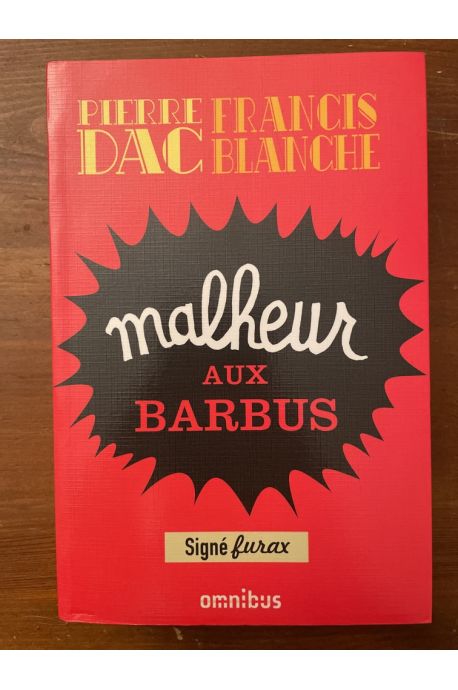 PIERRE FRANCIS
DAC BLANCHE
malheur
AUX
BARBUS
Signé furax
omnibus